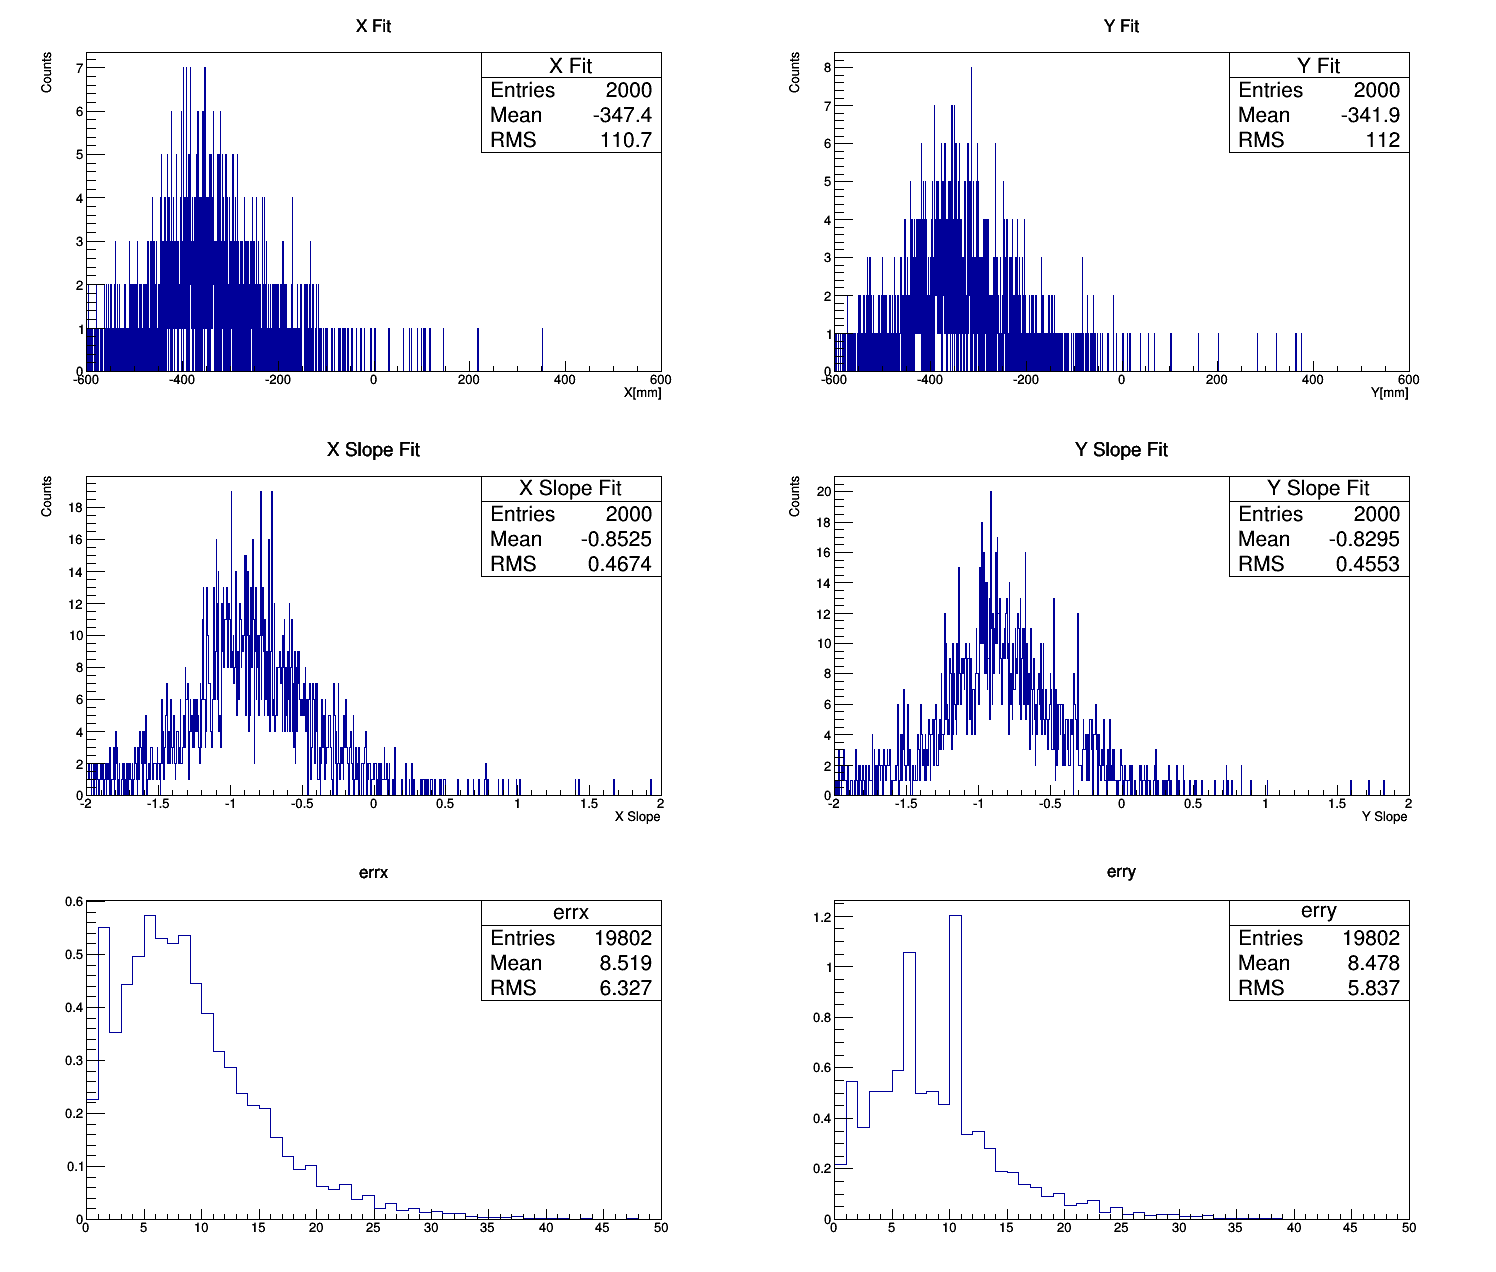 X Fit
Counts
7
6
5
4
3
2
1
0
-600
-400
-200
0
200
400
600
X[mm]
X Fit
Entries 2000
Mean -347.4
RMS 110.7
Y Fit
Counts
8
7
6
5
4
3
2
1
0
-600
-400
-200
0
200
400
600
Y[mm]
Y Fit
Entries 2000
Mean -341.9
RMS 112
X Slope Fit
Counts
18
16
14
12
10
8
6
4
2
0
-2
-1.5
-1
-0.5
0
0.5
1
1.5
2
X Slope
X Slope Fit
Entries 2000
Mean -0.8525
RMS 0.4674
Y Slope Fit
Counts
20
18
16
14
12
10
8
6
4
2
0
-2
-1.5
-1
-0.5
0
0.5
1
1.5
2
Y Slope
Y Slope Fit
Entries 2000
Mean -0.8295
RMS 0.4553
errx
0.6
0.5
0.4
0.3
0.2
0.1
0
0
5
10
15
20
25
30
35
40
45
50
errx
Entries 19802
Mean 8.519
RMS 6.327
erry
1.2
1
0.8
0.6
0.4
0.2
0
0
5
10
15
20
25
30
35
40
45
50
erry
Entries 19802
Mean 8.478
RMS 5.837